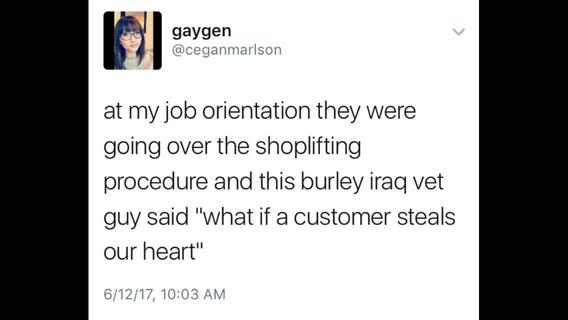 gaygen
@ceganmarlson
at my job orientation they were
going over the shoplifting
procedure and this burley iraq vet
guy said "what if a customer steals
our heart"
6/12/17, 10:03 AM